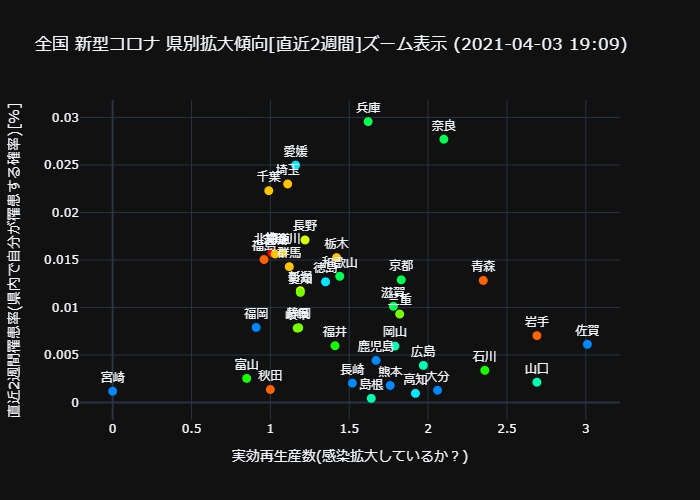 全国 新型コロナ 県別拡大傾向[直近2週間]ズーム表示 (2021-04-03 19:09)
直近2週間罹患率(県内で自分が罹患する確率)[%]
0.03
0.025
0.02
0.015
0.01
0.005
0
兵庫
奈良
愛媛
埼玉
千葉
長野
栃木
福島
群馬
徳島
和歌山
京都
青森
新潟
滋賀
三重
福岡
岩手
佐賀
福井
岡山
鹿児島
広島
石川
富山
秋田
宮崎
長崎
島根
熊本
高知
大分
山口
0
0.5
1
1.5
2
2.5
3
実効再生産数(感染拡大しているか？)